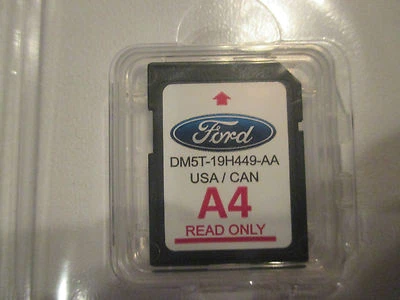 Ford
DM5T-19H449-AA
USA / CAN
A4
READ ONLY